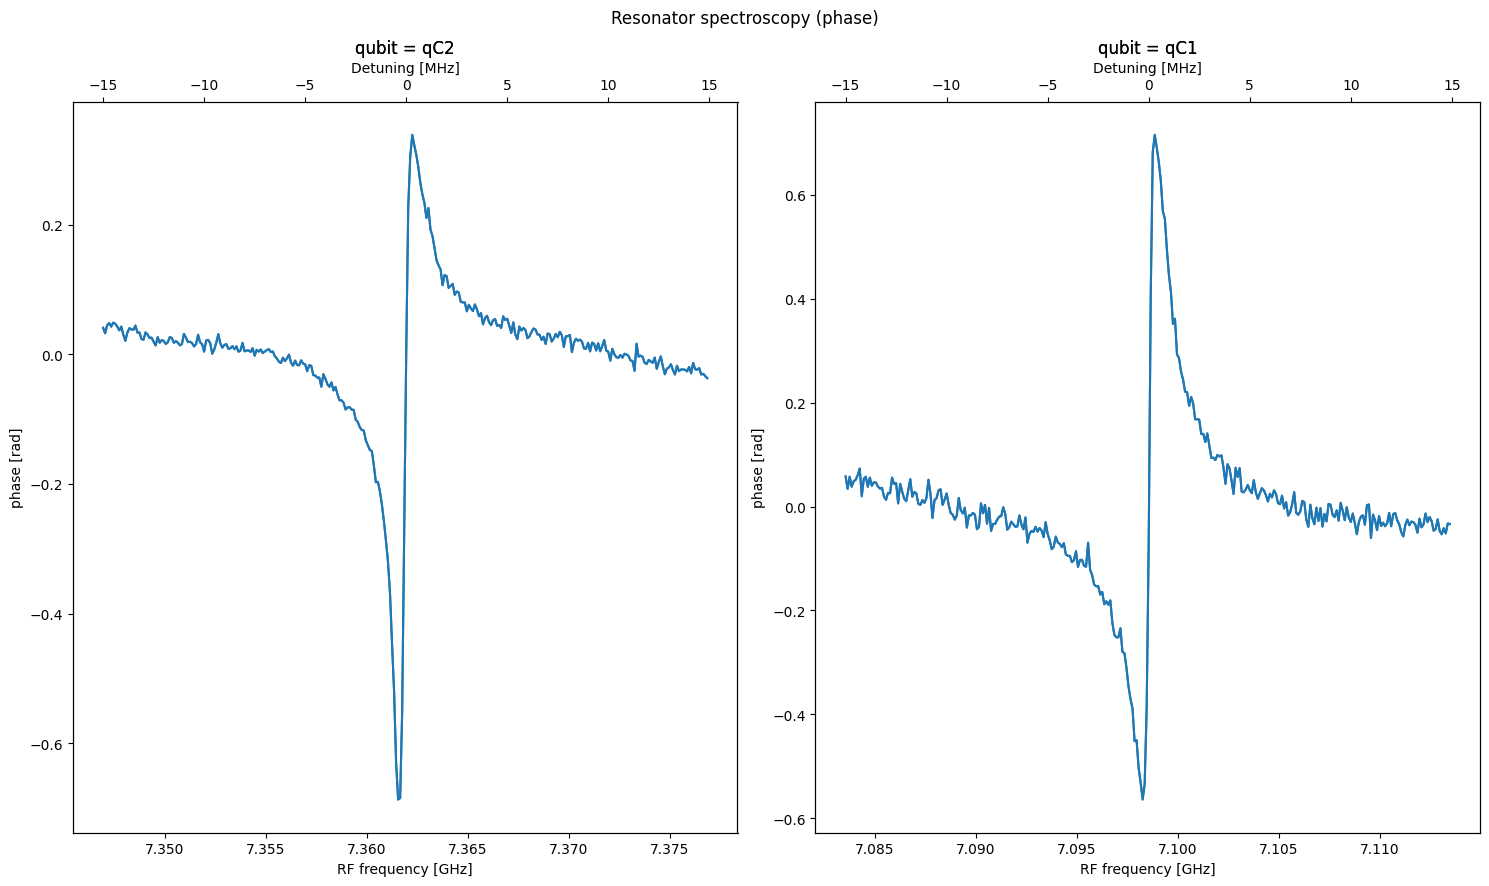 Resonator spectroscopy (phase)
qubit = qC2
Detuning [MHz]
−15 −10 −5 0 5 10 15
0.2
0.0
−0.2
−0.4
−0.6
phase [rad]
7.350 7.355 7.360 7.365 7.370 7.375
RF frequency [GHz]
qubit = qC1
Detuning [MHz]
−15 −10 −5 0 5 10 15
0.6
0.4
0.2
0.0
−0.2
−0.4
−0.6
phase [rad]
7.085 7.090 7.095 7.100 7.105 7.110
RF frequency [GHz]